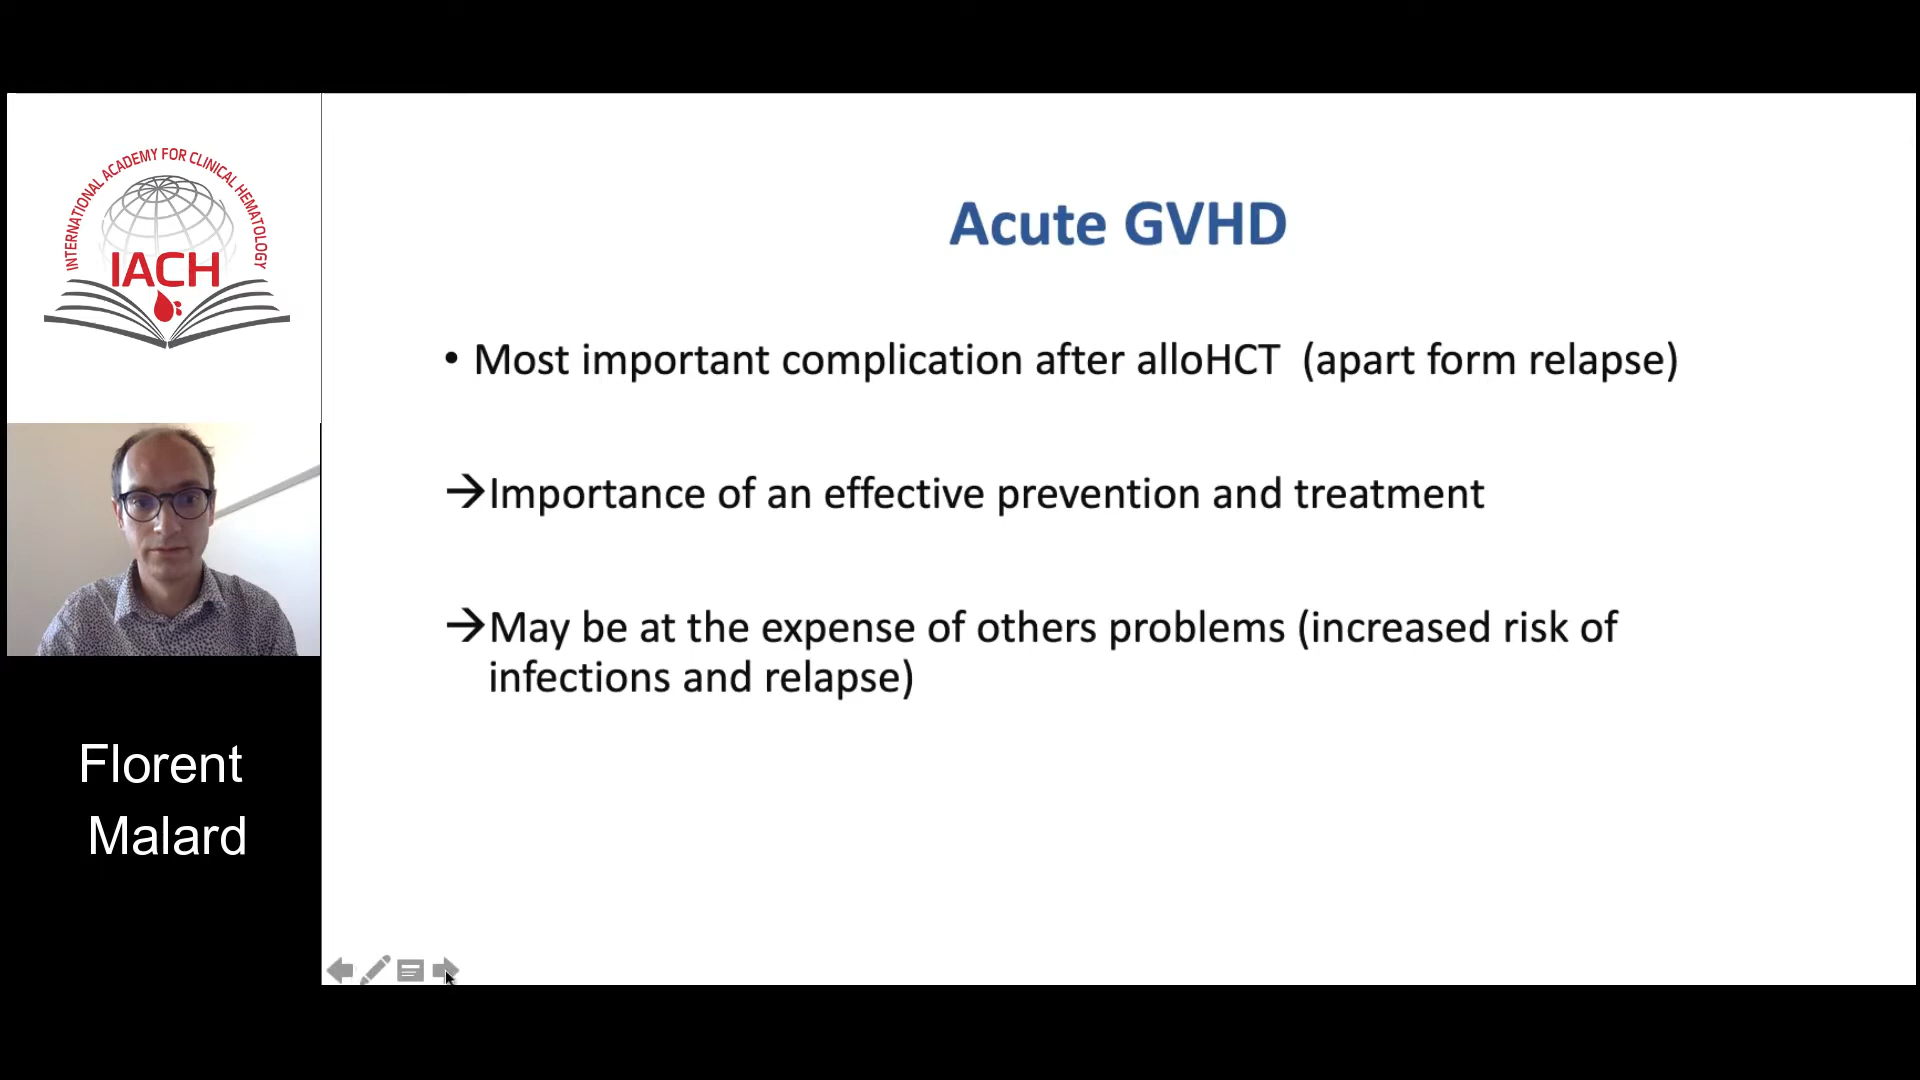 INTERNATIONAL ACADEMY FOR CLINICAL HEMATOLOGY
IACH
Florent
Malard
Acute GVHD
• Most important complication after alloHCT (apart form relapse)
→Importance of an effective prevention and treatment
→May be at the expense of others problems (increased risk of
infections and relapse)